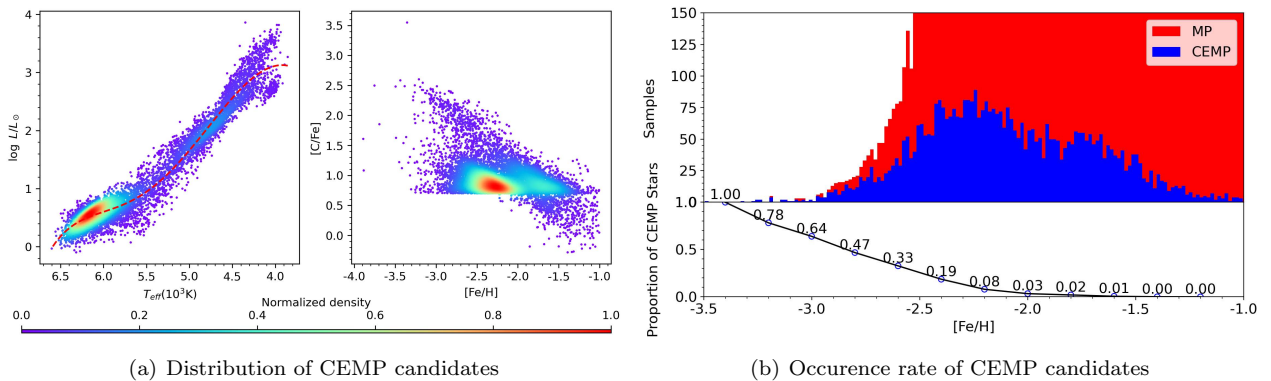 4
3
2
1
0
log L/L⊙
6.5 6.0 5.5 5.0 4.5 4.0
T_eff(10³K)
3.5
3.0
2.5
2.0
1.5
1.0
0.5
0.0
[C/Fe]
-4.0 -3.5 -3.0 -2.5 -2.0 -1.5 -1.0
[Fe/H]
Normalized density
0.0 0.2 0.4 0.6 0.8 1.0
(a) Distribution of CEMP candidates
150
125
100
75
50
25
0
Samples
MP
CEMP
1.0
0.5
0.0
Proportion of CEMP Stars
1.00 0.78 0.64 0.47 0.33 0.19 0.08 0.03 0.02 0.01 0.00 0.00
-3.5 -3.0 -2.5 -2.0 -1.5 -1.0
[Fe/H]
(b) Occurence rate of CEMP candidates